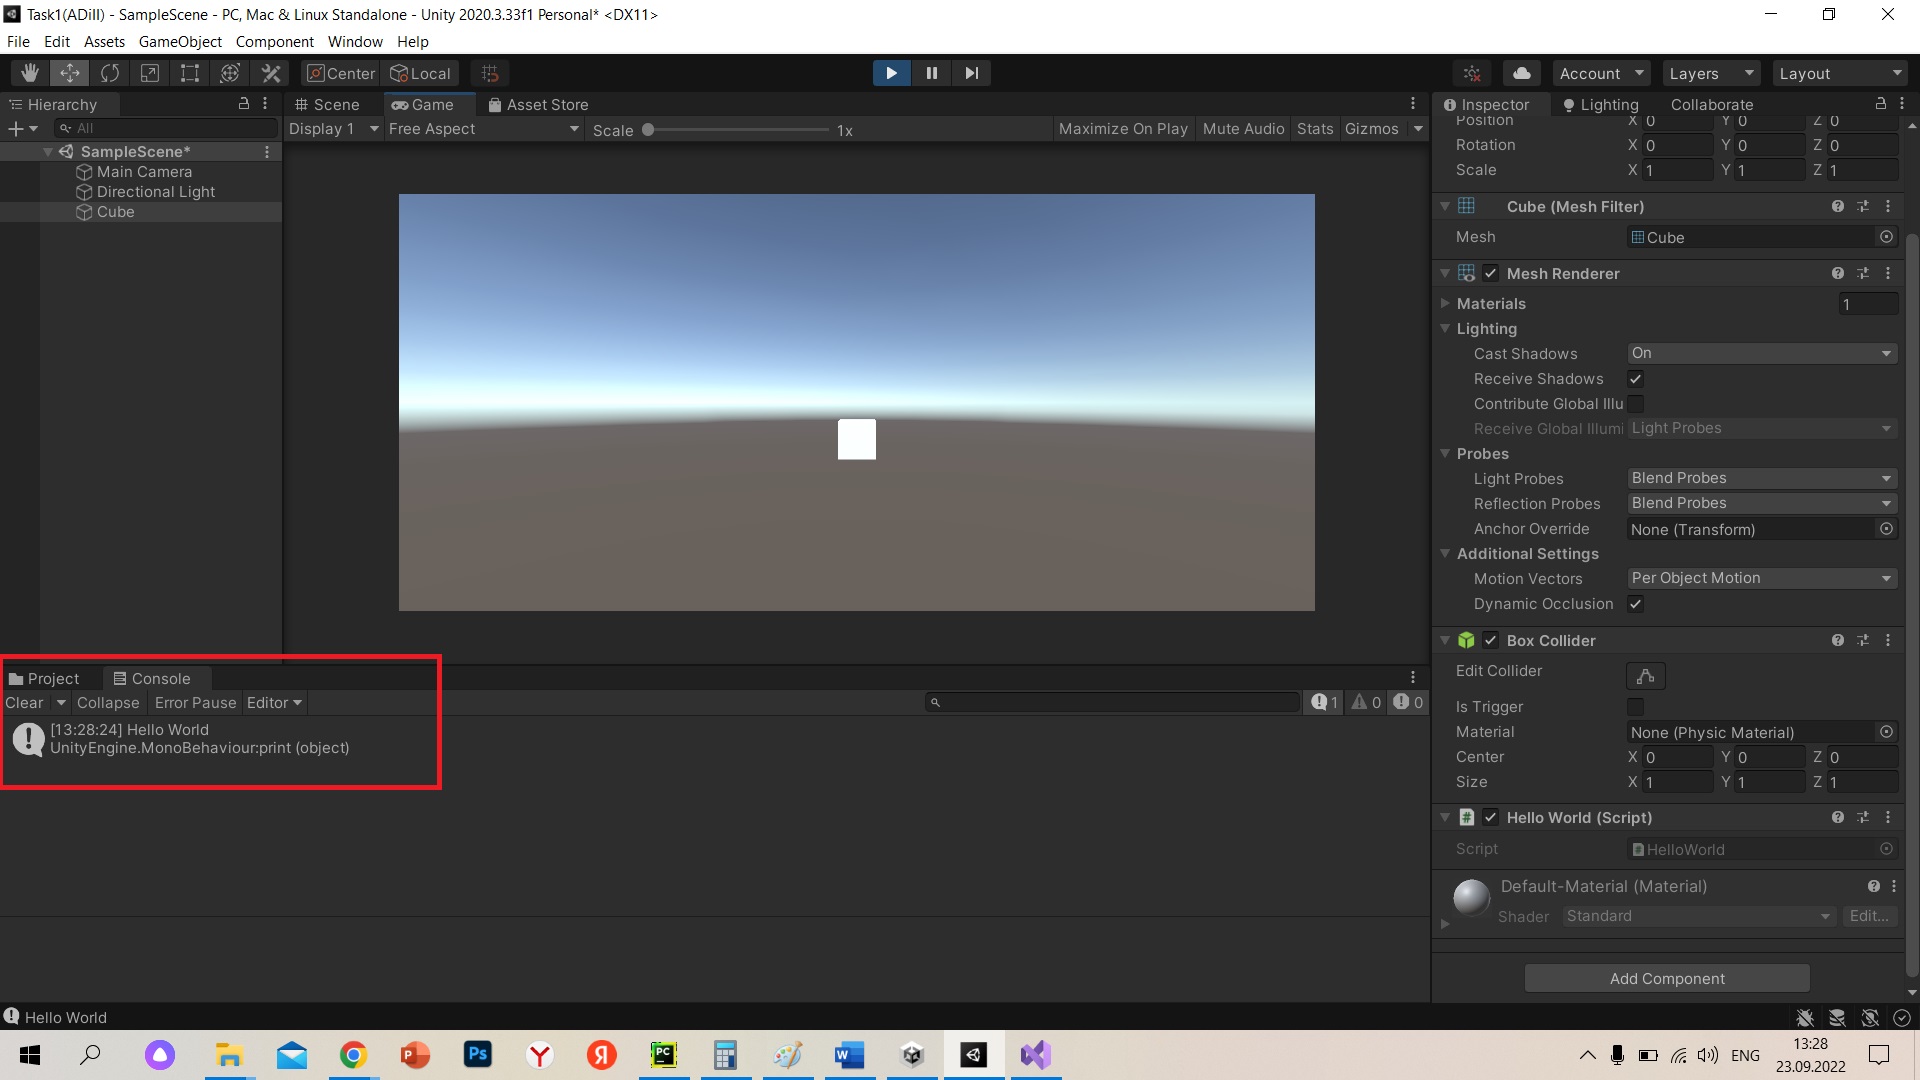 Task1(ADiII) - SampleScene - PC, Mac & Linux Standalone - Unity 2020.3.33f1 Personal* <DX11>
File Edit Assets GameObject Component Window Help
Center Local Account Layers Layout
Hierarchy
All
SampleScene*
Main Camera
Directional Light
Cube
Scene Game Asset Store
Display 1 Free Aspect Scale 1x Maximize On Play Mute Audio Stats Gizmos
Inspector Lighting Collaborate
Position X 0 Y 0 Z 0
Rotation X 0 Y 0 Z 0
Scale X 1 Y 1 Z 1
Cube (Mesh Filter)
Mesh Cube
Mesh Renderer
Materials 1
Lighting
Cast Shadows On
Receive Shadows
Contribute Global Illu
Receive Global Illumi Light Probes
Probes
Light Probes Blend Probes
Reflection Probes Blend Probes
Anchor Override None (Transform)
Additional Settings
Motion Vectors Per Object Motion
Dynamic Occlusion
Box Collider
Edit Collider
Is Trigger
Material None (Physic Material)
Center X 0 Y 0 Z 0
Size X 1 Y 1 Z 1
# Hello World (Script)
Script HelloWorld
Default-Material (Material)
Shader Standard Edit...
Add Component
Project Console
Clear Collapse Error Pause Editor 1 0 0
[13:28:24] Hello World
UnityEngine.MonoBehaviour:print (object)
Hello World
P Ps Y Я PC W ENG
13:28
23.09.2022